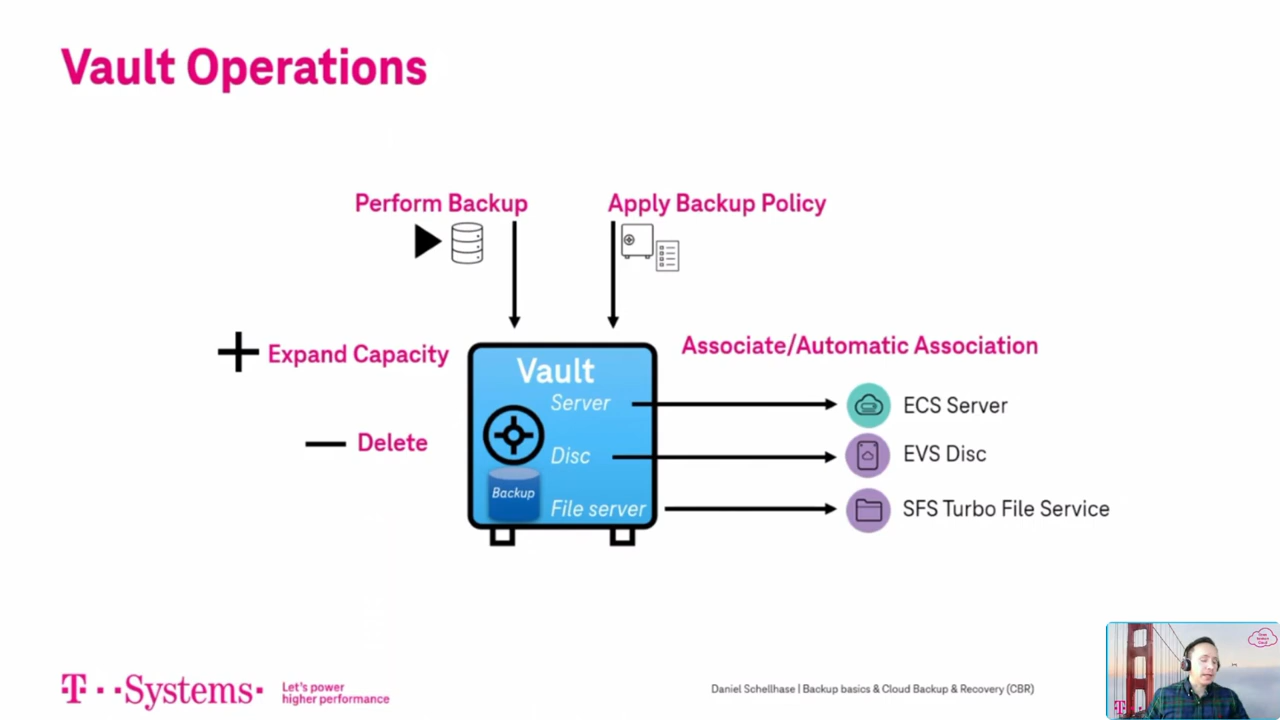 Vault Operations
Perform Backup
Apply Backup Policy
Expand Capacity
Associate/Automatic Association
Vault
Server
ECS Server
Delete
Disc
EVS Disc
Backup
File server
SFS Turbo File Service
T Systems
Let's power
higher performance
Daniel Schellhase | Backup basics & Cloud Backup & Recovery (CBR)